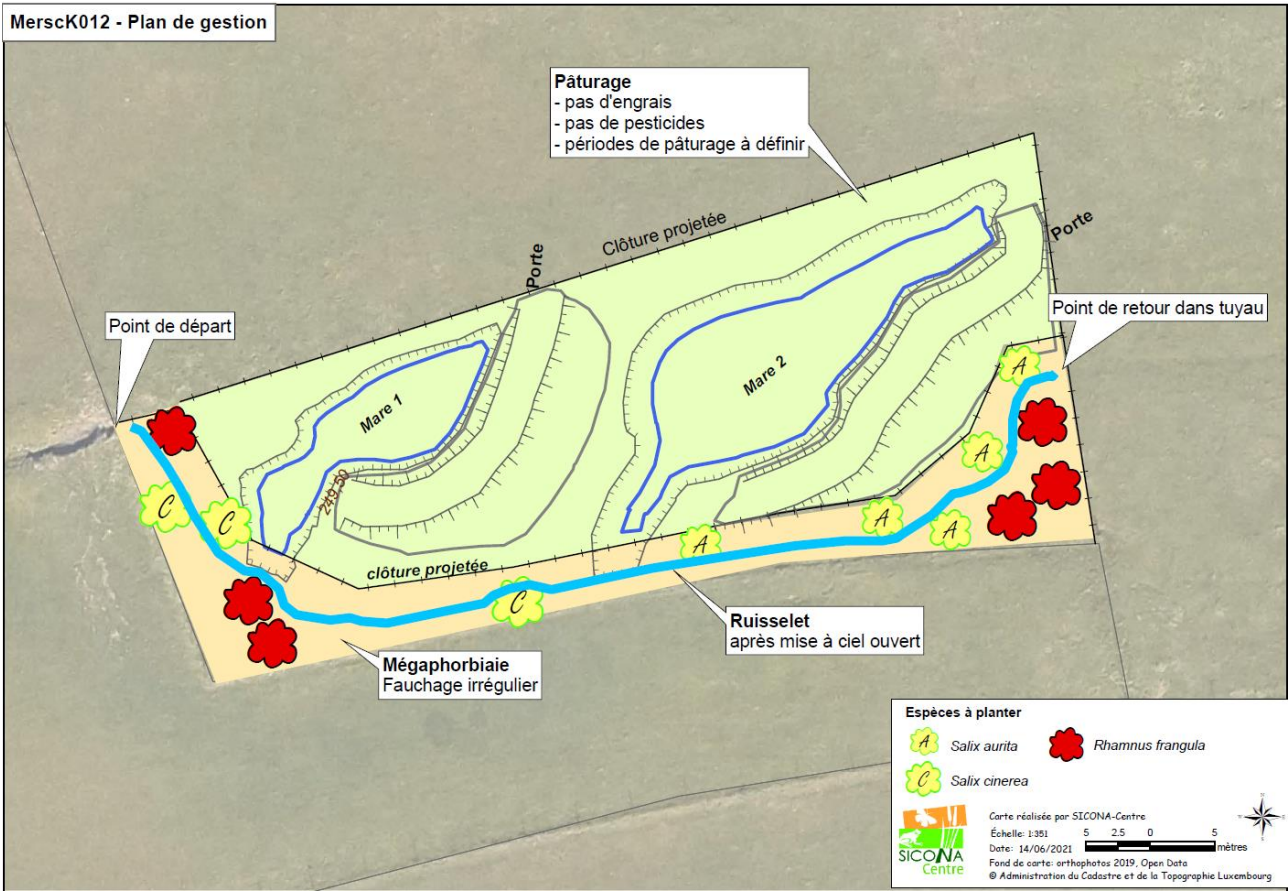 MerscK012 - Plan de gestion
Pâturage
- pas d'engrais
- pas de pesticides
- périodes de pâturage à définir
Clôture projetée
Porte
Porte
Point de départ
Point de retour dans tuyau
Mare 1
Mare 2
249,50
clôture projetée
C
C
C
A
A
A
A
A
Ruisselet
après mise à ciel ouvert
Mégaphorbiaie
Fauchage irrégulier
Espèces à planter
A Salix aurita
Rhamnus frangula
C Salix cinerea
SICONA
Centre
Carte réalisée par SICONA-Centre
Échelle: 1:351
5 2.5 0 5
mètres
Date: 14/06/2021
Fond de carte: orthophotos 2019, Open Data
© Administration du Cadastre et de la Topographie Luxembourg